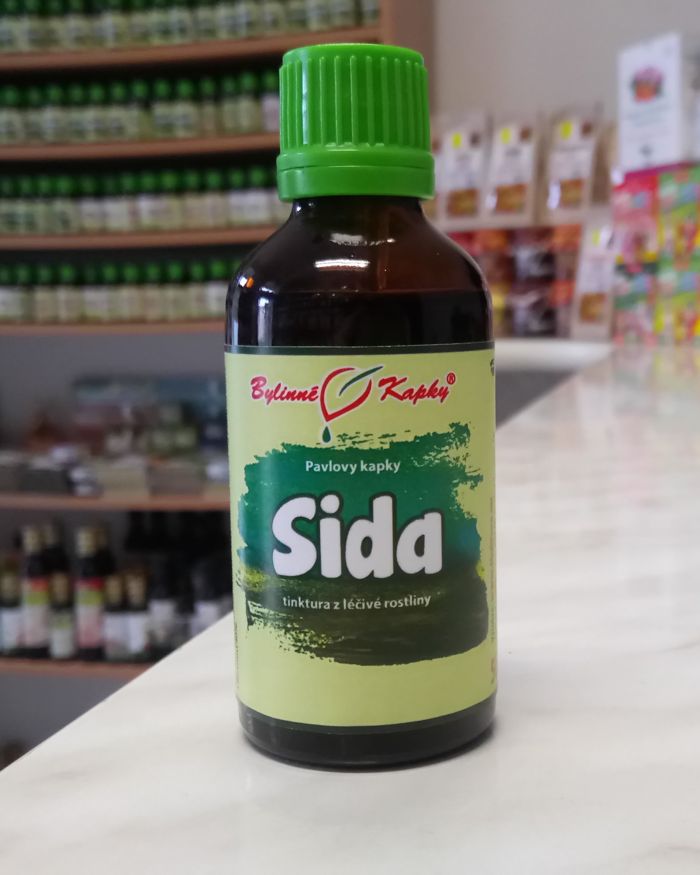 Bylinné Kapky®
Pavlovy kapky
Sida
tinktura z léčivé rostliny